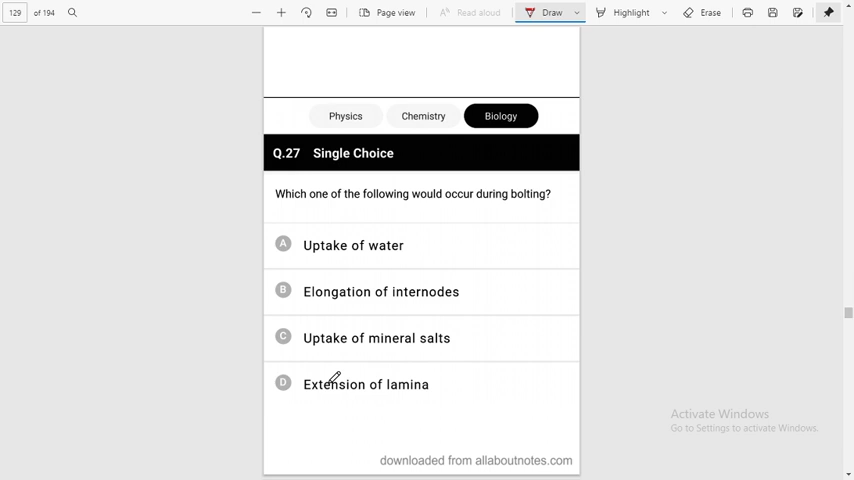 129 of 194 Page view Read aloud Draw Highlight Erase
Physics Chemistry Biology
Q.27 Single Choice
Which one of the following would occur during bolting?
A Uptake of water
B Elongation of internodes
C Uptake of mineral salts
D Extension of lamina
Activate Windows
Go to Settings to activate Windows.
downloaded from allaboutnotes.com